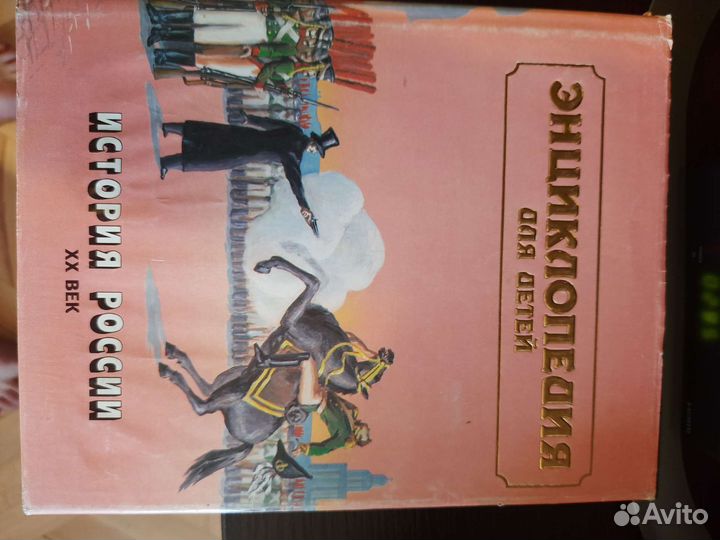 ЭНЦИКЛОПЕДИЯ
ДЛЯ ДЕТЕЙ
ИСТОРИЯ РОССИИ
XX ВЕК
Avito